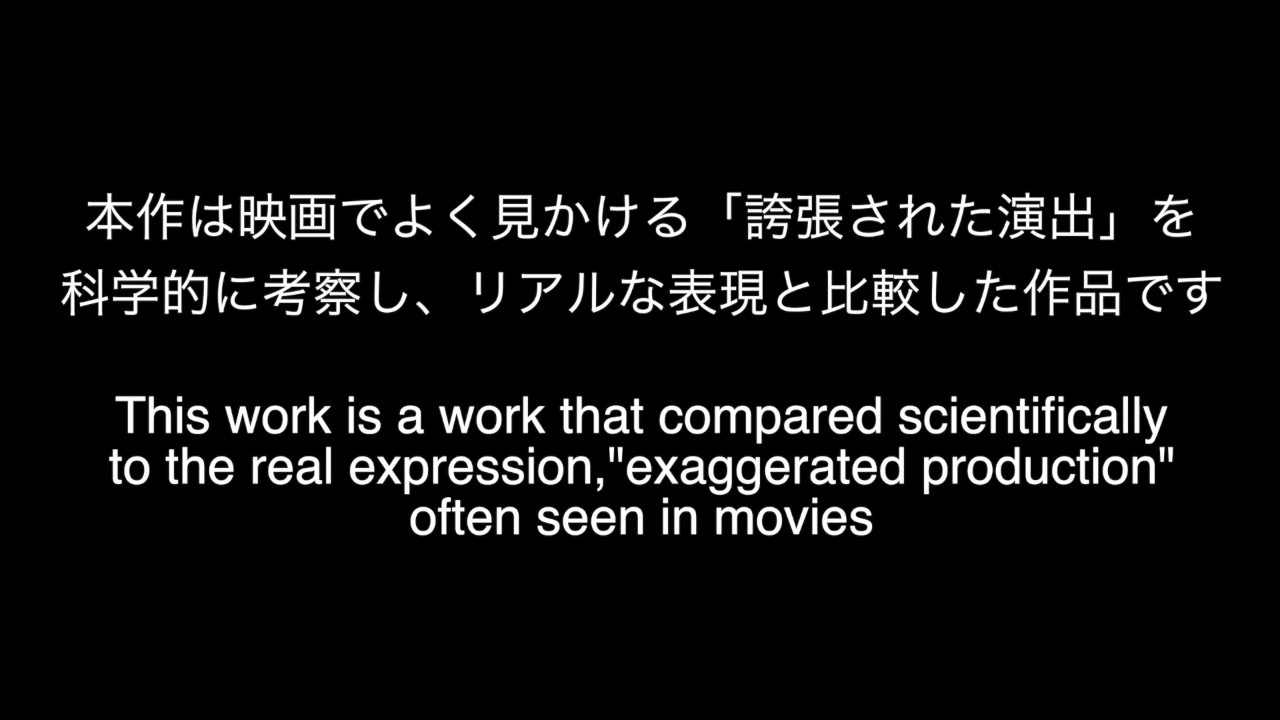 本作は映画でよく見かける「誇張された演出」を
科学的に考察し、リアルな表現と比較した作品です
This work is a work that compared scientifically
to the real expression,"exaggerated production"
often seen in movies